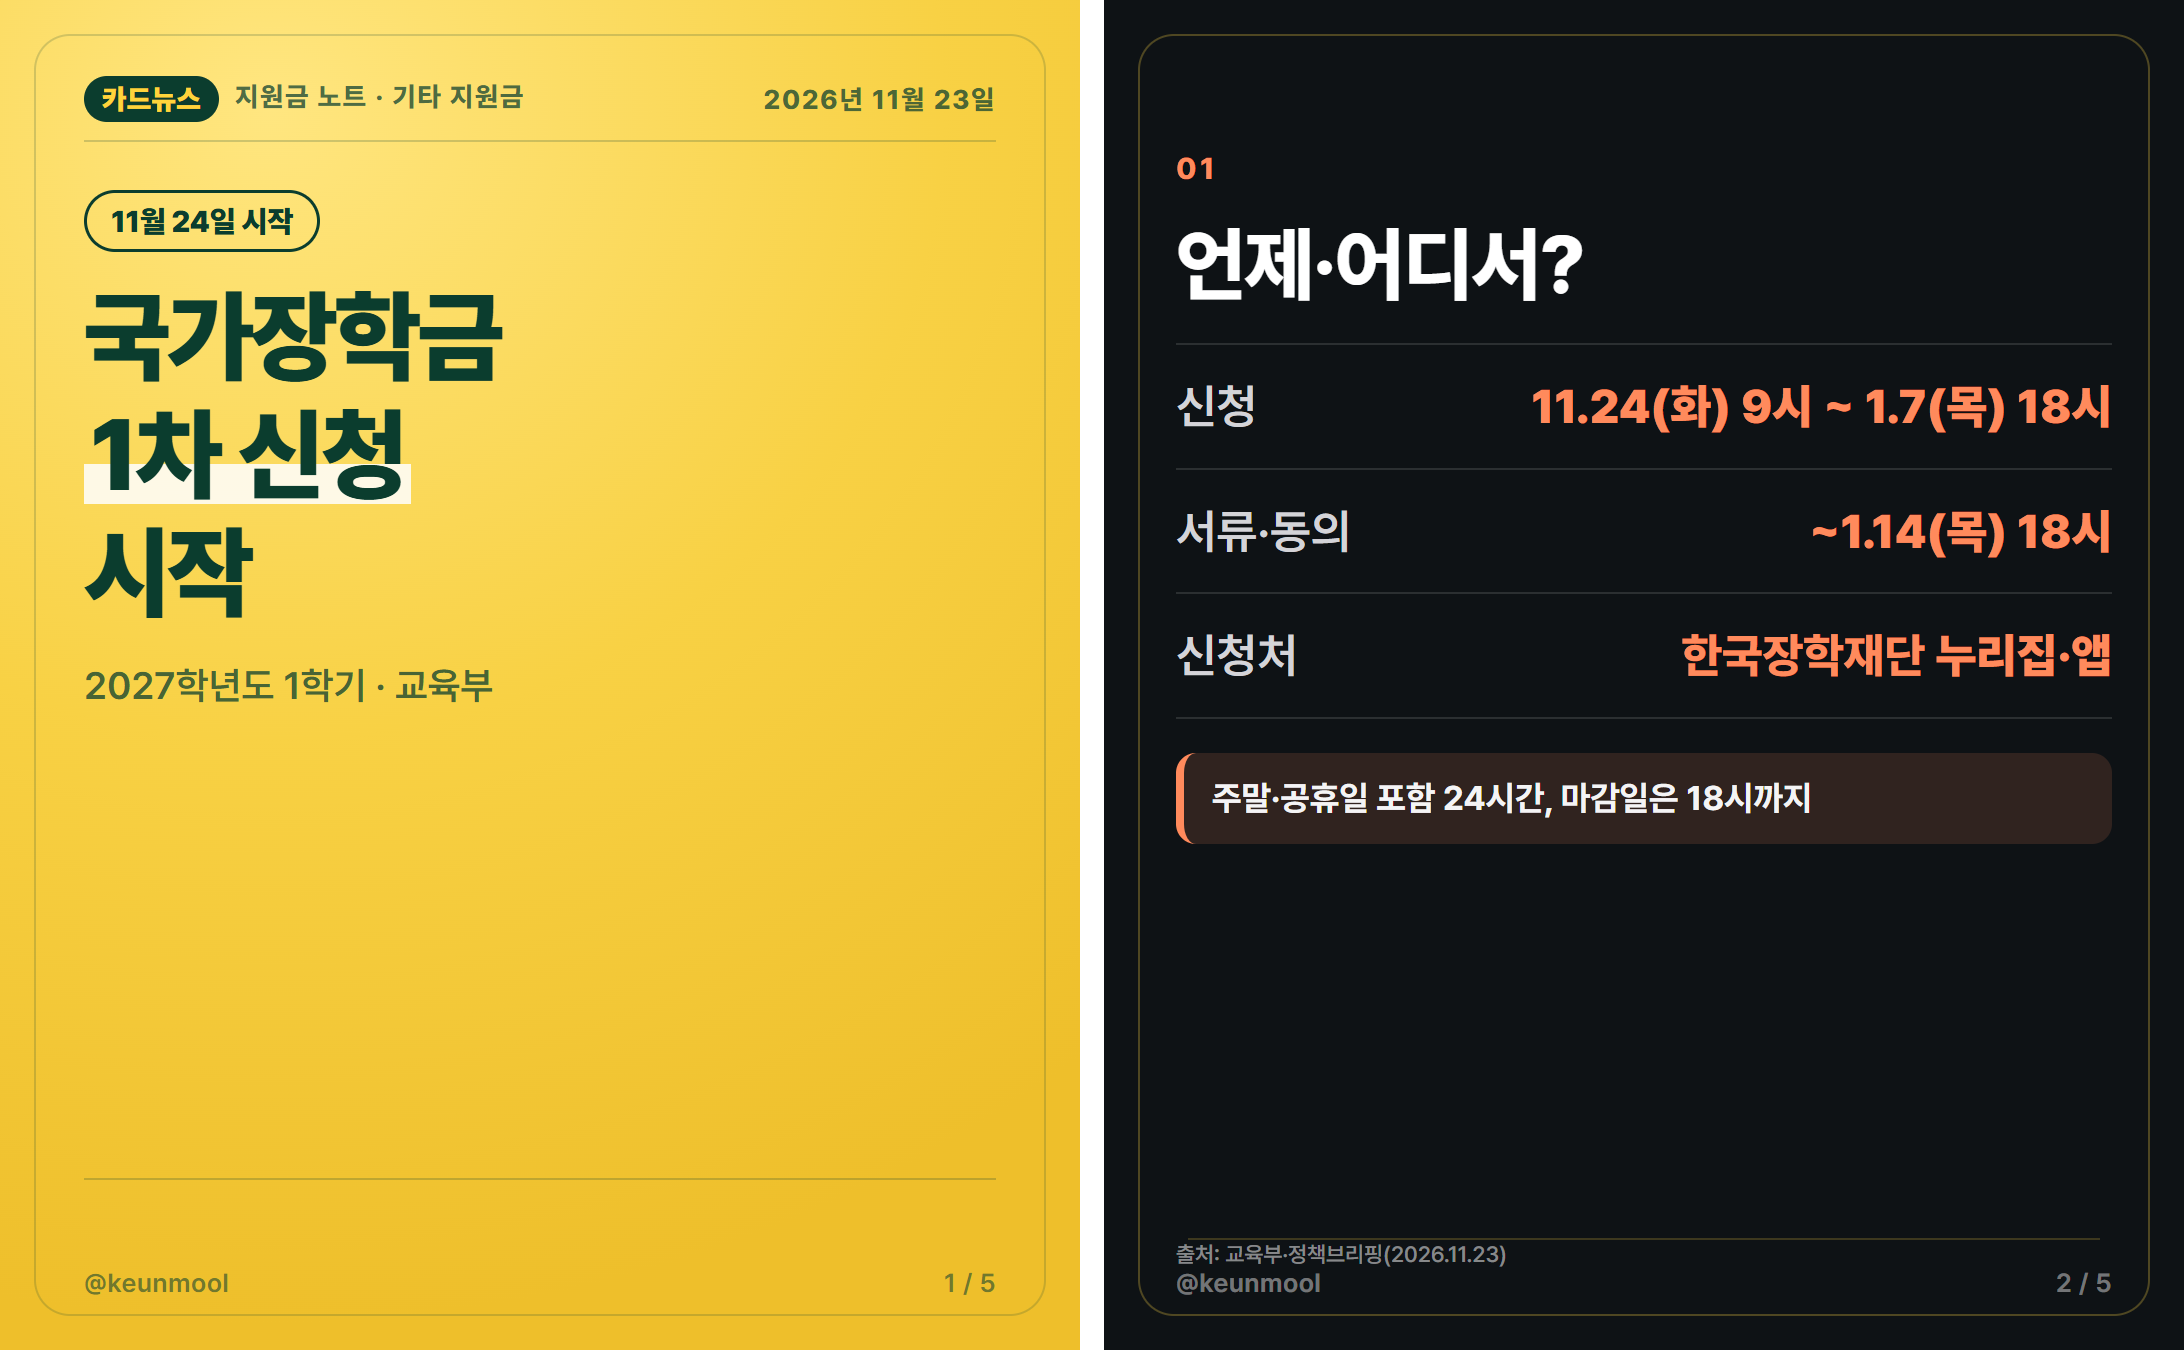 카드뉴스 지원금 노트 · 기타 지원금 2026년 11월 23일
11월 24일 시작
국가장학금
1차 신청
시작
2027학년도 1학기 · 교육부
@keunmool 1 / 5
01
언제·어디서?
신청 11.24(화) 9시 ~ 1.7(목) 18시
서류·동의 ~1.14(목) 18시
신청처 한국장학재단 누리집·앱
주말·공휴일 포함 24시간, 마감일은 18시까지
출처: 교육부·정책브리핑(2026.11.23)
@keunmool 2 / 5